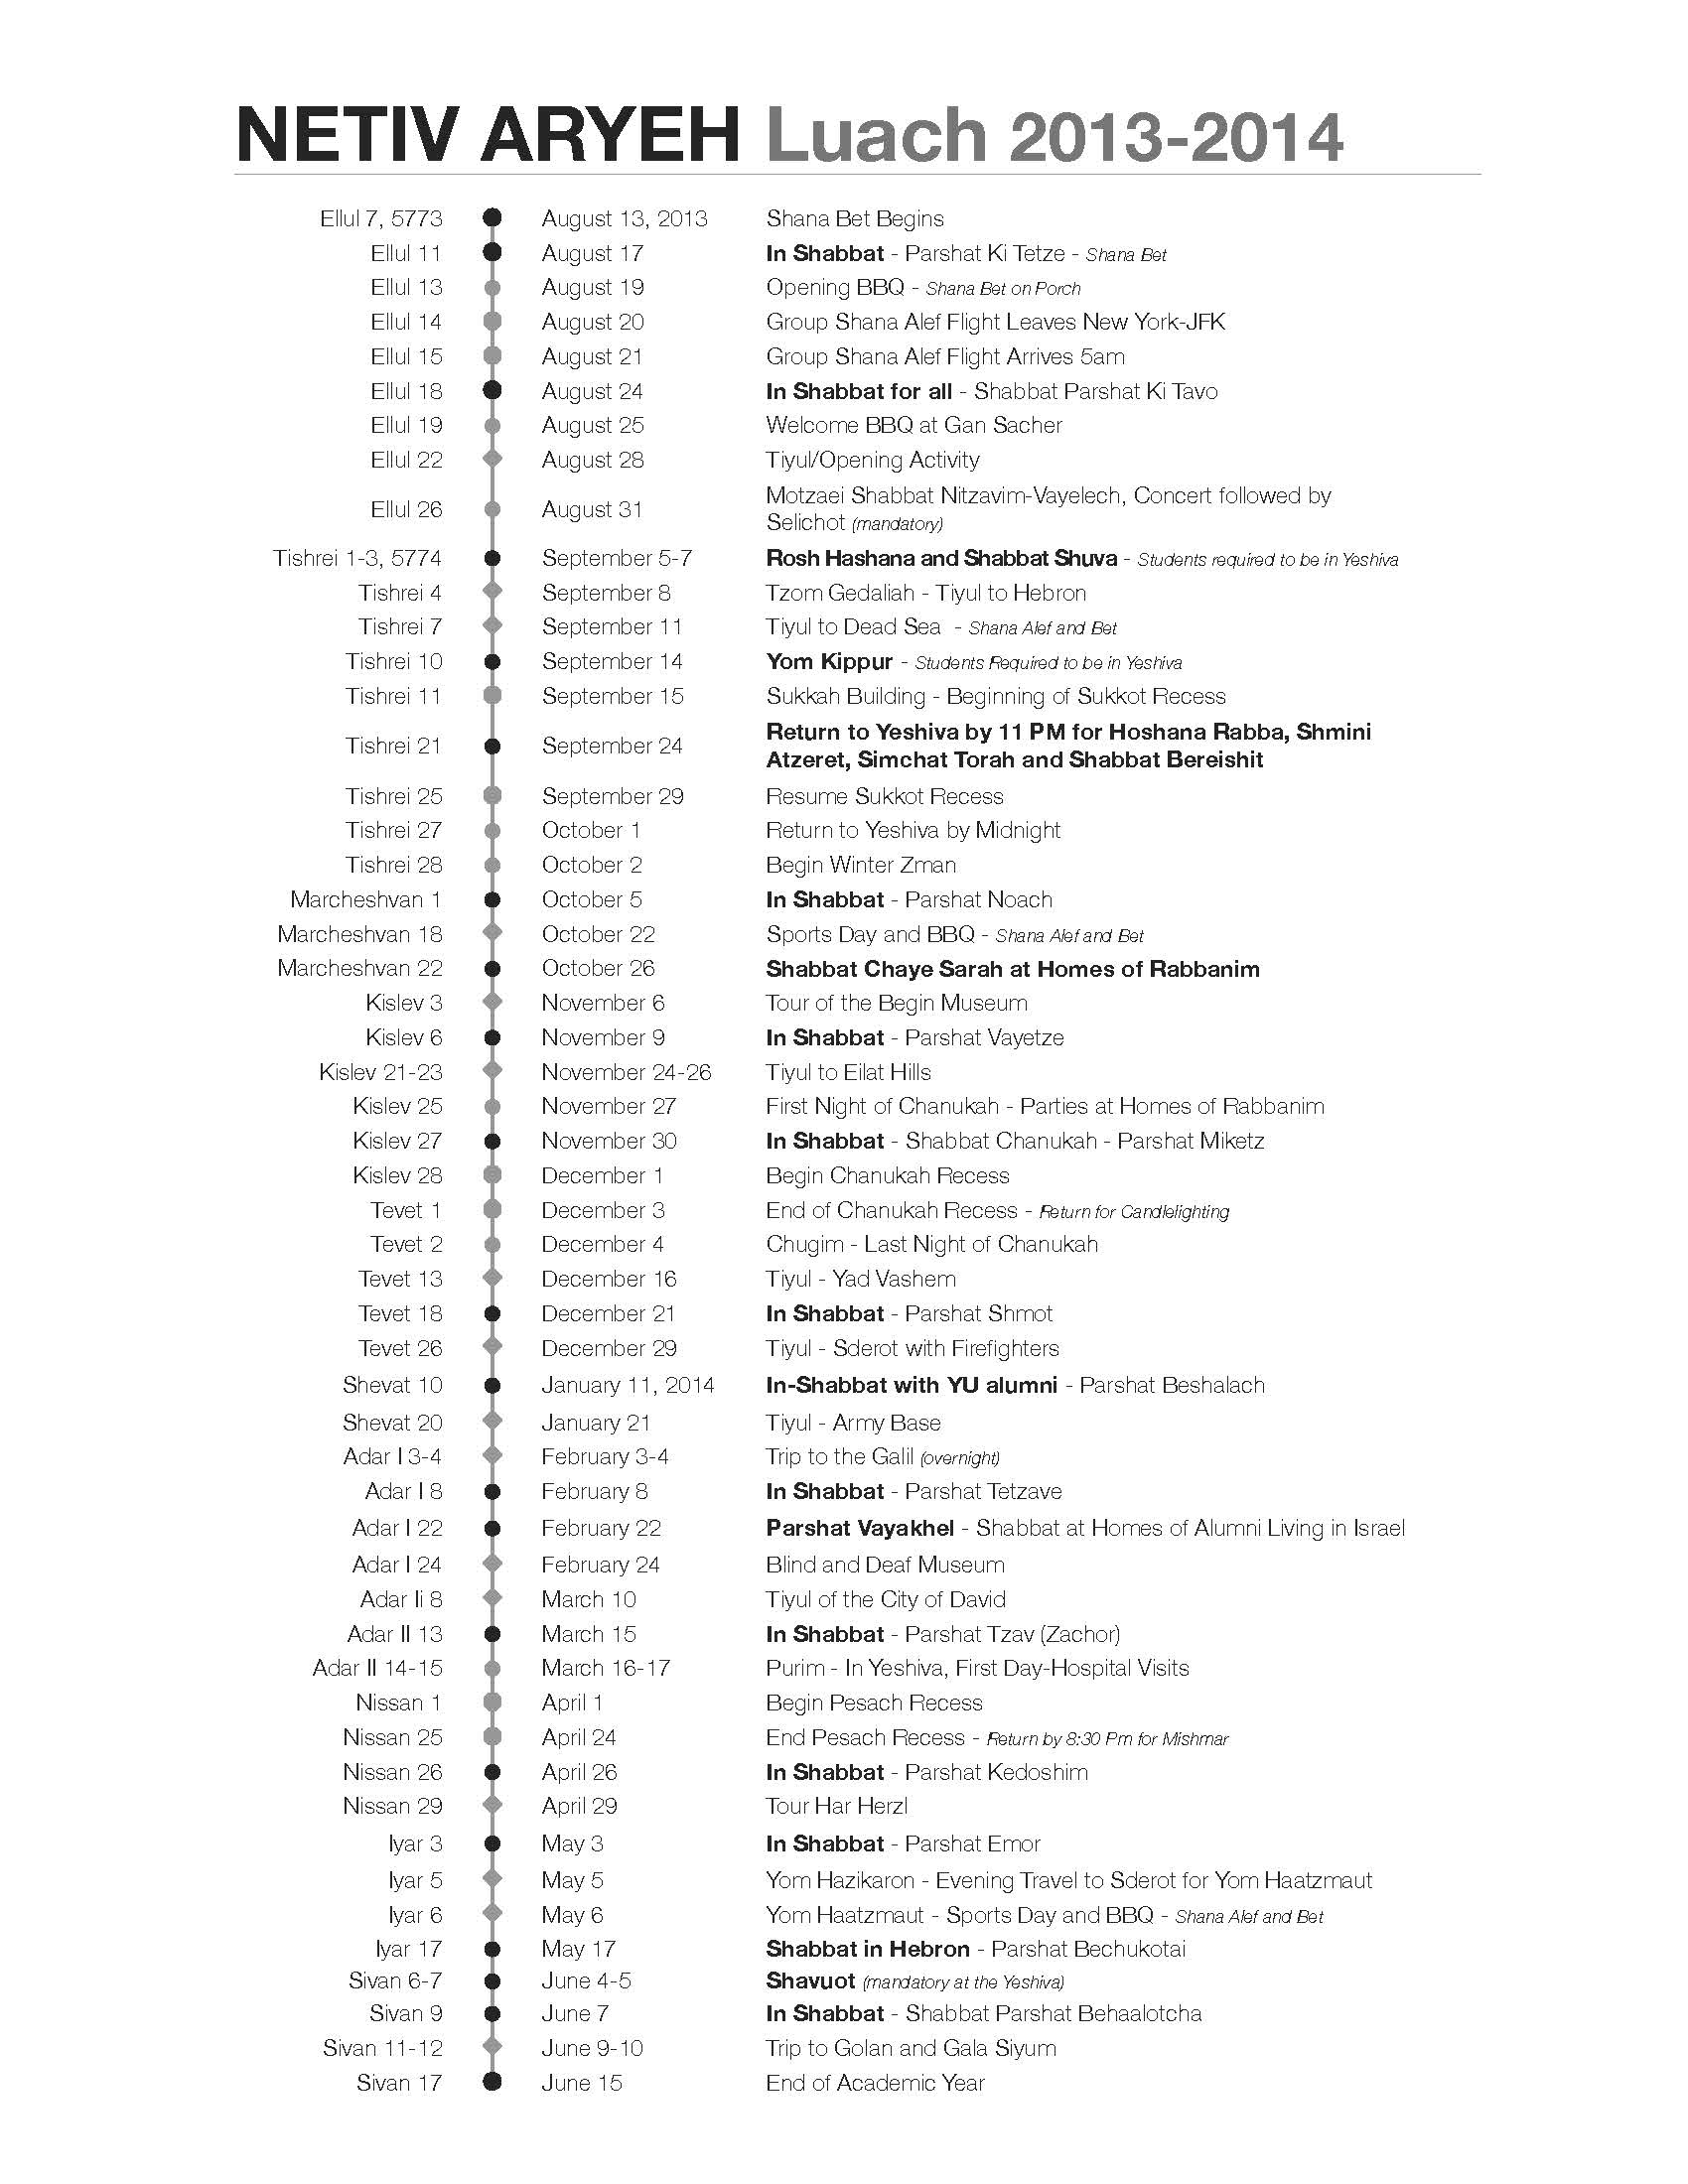 NETIV ARYEH Luach 2013-2014
Ellul 7, 5773 August 13, 2013 Shana Bet Begins
Ellul 11 August 17 In Shabbat - Parshat Ki Tetze - Shana Bet
Ellul 13 August 19 Opening BBQ - Shana Bet on Porch
Ellul 14 August 20 Group Shana Alef Flight Leaves New York-JFK
Ellul 15 August 21 Group Shana Alef Flight Arrives 5am
Ellul 18 August 24 In Shabbat for all - Shabbat Parshat Ki Tavo
Ellul 19 August 25 Welcome BBQ at Gan Sacher
Ellul 22 August 28 Tiyul/Opening Activity
Ellul 26 August 31 Motzaei Shabbat Nitzavim-Vayelech, Concert followed by
Selichot (mandatory)
Tishrei 1-3, 5774 September 5-7 Rosh Hashana and Shabbat Shuva - Students required to be in Yeshiva
Tishrei 4 September 8 Tzom Gedaliah - Tiyul to Hebron
Tishrei 7 September 11 Tiyul to Dead Sea - Shana Alef and Bet
Tishrei 10 September 14 Yom Kippur - Students Required to be in Yeshiva
Tishrei 11 September 15 Sukkah Building - Beginning of Sukkot Recess
Tishrei 21 September 24 Return to Yeshiva by 11 PM for Hoshana Rabba, Shmini
Atzeret, Simchat Torah and Shabbat Bereishit
Tishrei 25 September 29 Resume Sukkot Recess
Tishrei 27 October 1 Return to Yeshiva by Midnight
Tishrei 28 October 2 Begin Winter Zman
Marcheshvan 1 October 5 In Shabbat - Parshat Noach
Marcheshvan 18 October 22 Sports Day and BBQ - Shana Alef and Bet
Marcheshvan 22 October 26 Shabbat Chaye Sarah at Homes of Rabbanim
Kislev 3 November 6 Tour of the Begin Museum
Kislev 6 November 9 In Shabbat - Parshat Vayetze
Kislev 21-23 November 24-26 Tiyul to Eilat Hills
Kislev 25 November 27 First Night of Chanukah - Parties at Homes of Rabbanim
Kislev 27 November 30 In Shabbat - Shabbat Chanukah - Parshat Miketz
Kislev 28 December 1 Begin Chanukah Recess
Tevet 1 December 3 End of Chanukah Recess - Return for Candlelighting
Tevet 2 December 4 Chugim - Last Night of Chanukah
Tevet 13 December 16 Tiyul - Yad Vashem
Tevet 18 December 21 In Shabbat - Parshat Shmot
Tevet 26 December 29 Tiyul - Sderot with Firefighters
Shevat 10 January 11, 2014 In-Shabbat with YU alumni - Parshat Beshalach
Shevat 20 January 21 Tiyul - Army Base
Adar I 3-4 February 3-4 Trip to the Galil (overnight)
Adar I 8 February 8 In Shabbat - Parshat Tetzave
Adar I 22 February 22 Parshat Vayakhel - Shabbat at Homes of Alumni Living in Israel
Adar I 24 February 24 Blind and Deaf Museum
Adar Ii 8 March 10 Tiyul of the City of David
Adar II 13 March 15 In Shabbat - Parshat Tzav (Zachor)
Adar II 14-15 March 16-17 Purim - In Yeshiva, First Day-Hospital Visits
Nissan 1 April 1 Begin Pesach Recess
Nissan 25 April 24 End Pesach Recess - Return by 8:30 Pm for Mishmar
Nissan 26 April 26 In Shabbat - Parshat Kedoshim
Nissan 29 April 29 Tour Har Herzl
Iyar 3 May 3 In Shabbat - Parshat Emor
Iyar 5 May 5 Yom Hazikaron - Evening Travel to Sderot for Yom Haatzmaut
Iyar 6 May 6 Yom Haatzmaut - Sports Day and BBQ - Shana Alef and Bet
Iyar 17 May 17 Shabbat in Hebron - Parshat Bechukotai
Sivan 6-7 June 4-5 Shavuot (mandatory at the Yeshiva)
Sivan 9 June 7 In Shabbat - Shabbat Parshat Behaalotcha
Sivan 11-12 June 9-10 Trip to Golan and Gala Siyum
Sivan 17 June 15 End of Academic Year